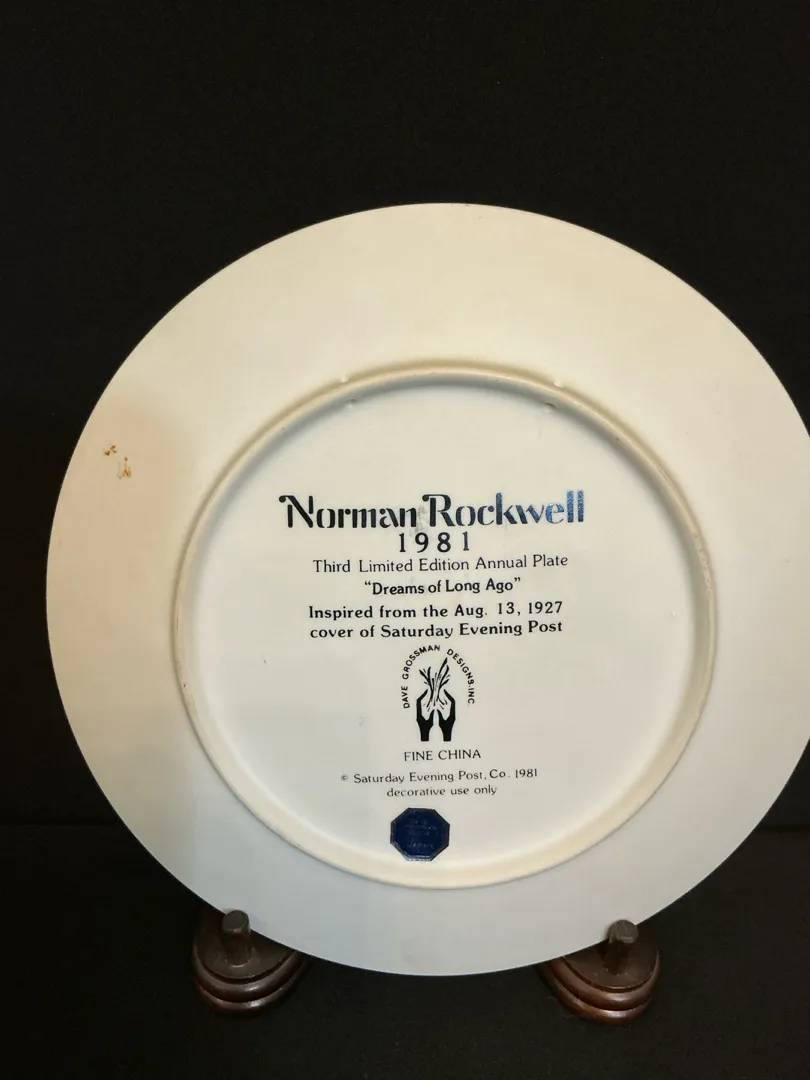 Norman Rockwell
1981
Third Limited Edition Annual Plate
“Dreams of Long Ago”
Inspired from the Aug. 13, 1927
cover of Saturday Evening Post
DAVE GROSSMAN DESIGNS, INC.
FINE CHINA
© Saturday Evening Post, Co. 1981
decorative use only
JAPAN